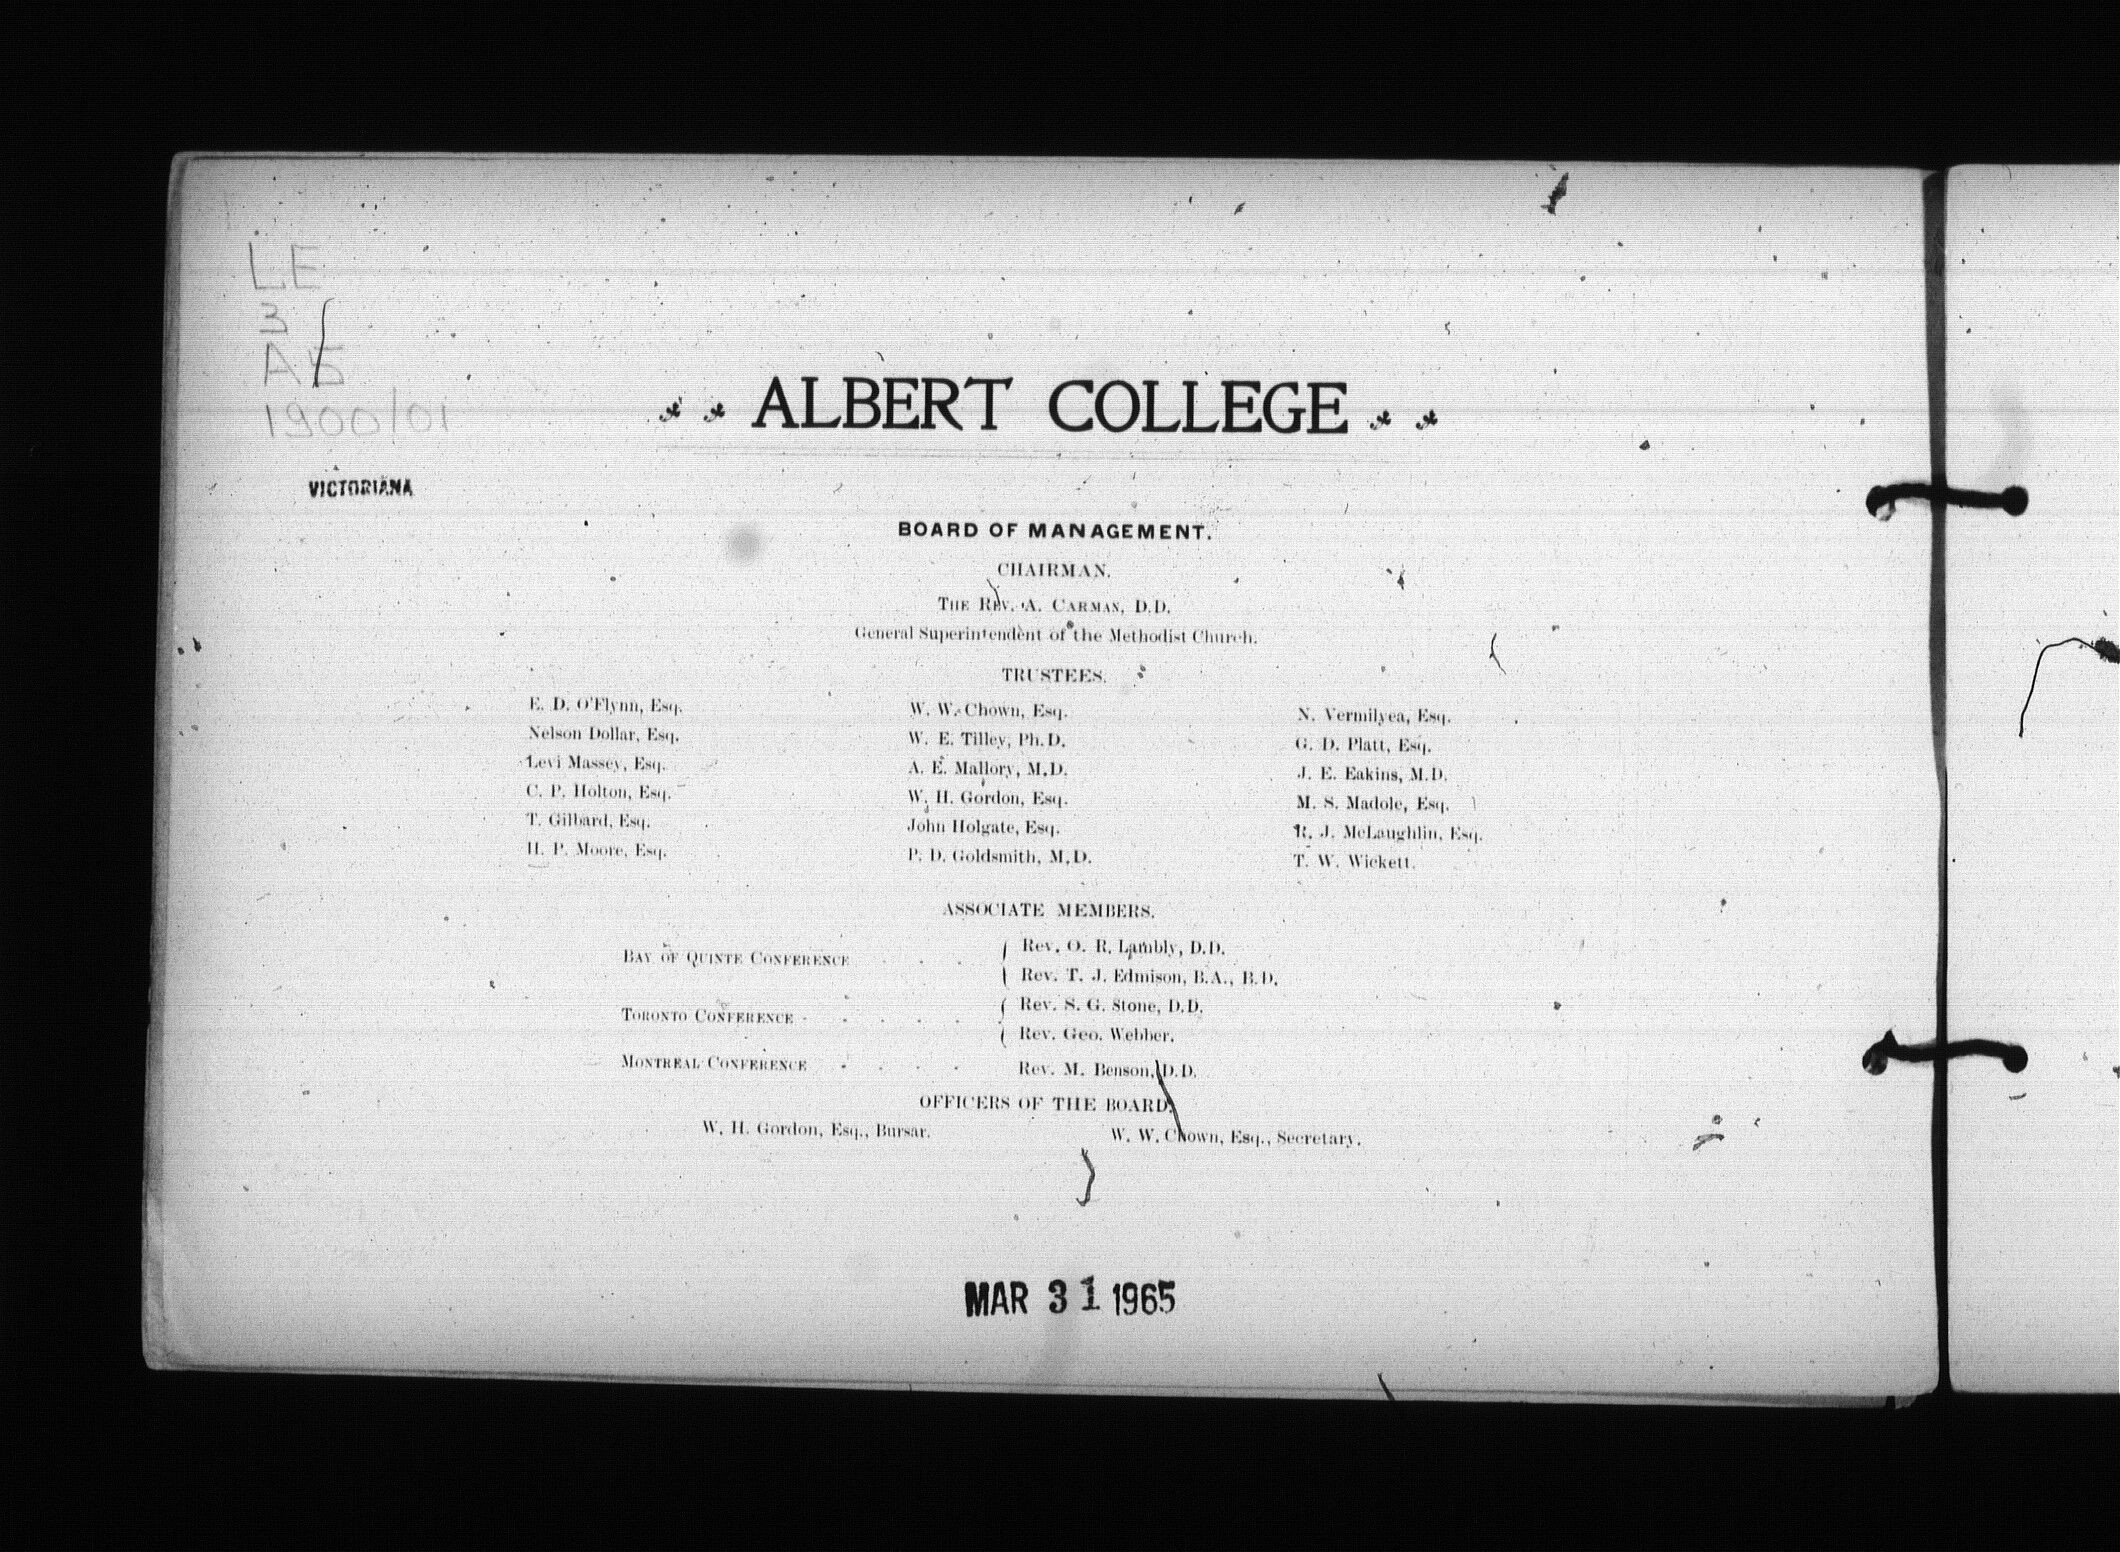 LE
3
A45
1900/01
VICTORIANA
ALBERT COLLEGE
BOARD OF MANAGEMENT.
CHAIRMAN.
THE REV. A. CARMAN, D.D.
General Superintendent of the Methodist Church.
TRUSTEES.
E. D. O'Flynn, Esq.
Nelson Dollar, Esq.
Levi Massey, Esq.
C. P. Holton, Esq.
T. Gilbard, Esq.
H. P. Moore, Esq.
W. W. Chown, Esq.
W. E. Tilley, Ph.D.
A. E. Mallory, M.D.
W. H. Gordon, Esq.
John Holgate, Esq.
P. D. Goldsmith, M.D.
N. Vermilyea, Esq.
G. D. Platt, Esq.
J. E. Eakins, M.D.
M. S. Madole, Esq.
R. J. McLaughlin, Esq.
T. W. Wickett.
ASSOCIATE MEMBERS.
BAY OF QUINTE CONFERENCE - - - { Rev. O. R. Lambly, D.D.
Rev. T. J. Edmison, B.A., B.D.
TORONTO CONFERENCE - - - - - { Rev. S. G. Stone, D.D.
Rev. Geo. Webber.
MONTREAL CONFERENCE - - - - Rev. M. Benson, D.D.
OFFICERS OF THE BOARD.
W. H. Gordon, Esq., Bursar. W. W. Chown, Esq., Secretary.
MAR 31 1965